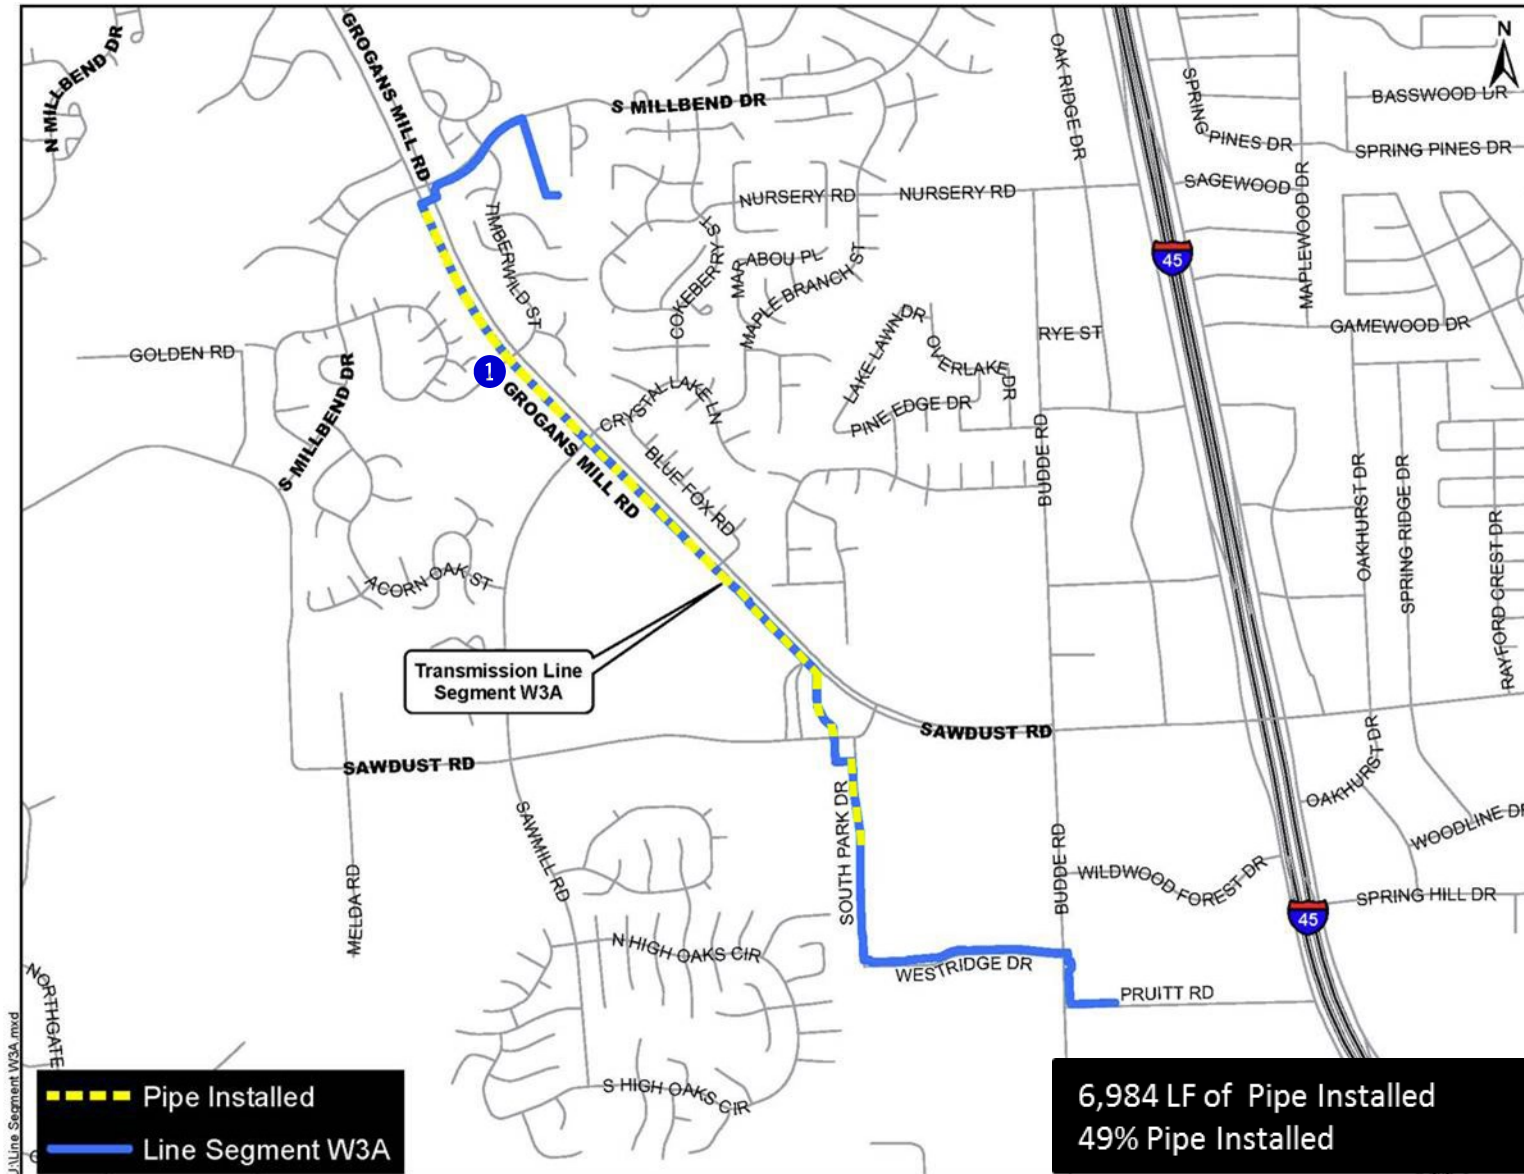 N MILLBEND DR
GROGANS MILL RD
S MILLBEND DR
OAK RIDGE DR
SPRING PINES DR
N
BASSWOOD DR
SPRING PINES DR
SAGEWOOD
MAPLEWOOD DR
NURSERY RD
NURSERY RD
TIMBERWILD ST
COKEBERRY ST
MARABOU PL
MAPLE BRANCH ST
45
GOLDEN RD
S MILLBEND DR
1
GROGANS MILL RD
CRYSTAL LAKE LN
BLUE FOX RD
LAKE LAWN DR
OVERLAKE DR
PINE EDGE DR
RYE ST
BUDDE RD
GAMEWOOD DR
OAKHURST DR
SPRING RIDGE DR
RAYFORD CREST DR
ACORN OAK ST
Transmission Line
Segment W3A
SAWDUST RD
SAWDUST RD
SAWMILL RD
MELDA RD
SOUTH PARK DR
BUDDE RD
WILDWOOD FOREST DR
OAKHURST DR
WOODLINE DR
SPRING HILL DR
45
N HIGH OAKS CIR
WESTRIDGE DR
PRUITT RD
NORTHGATE
S HIGH OAKS CIR
J:\Line Segment W3A.mxd
Pipe Installed
Line Segment W3A
6,984 LF of Pipe Installed
49% Pipe Installed